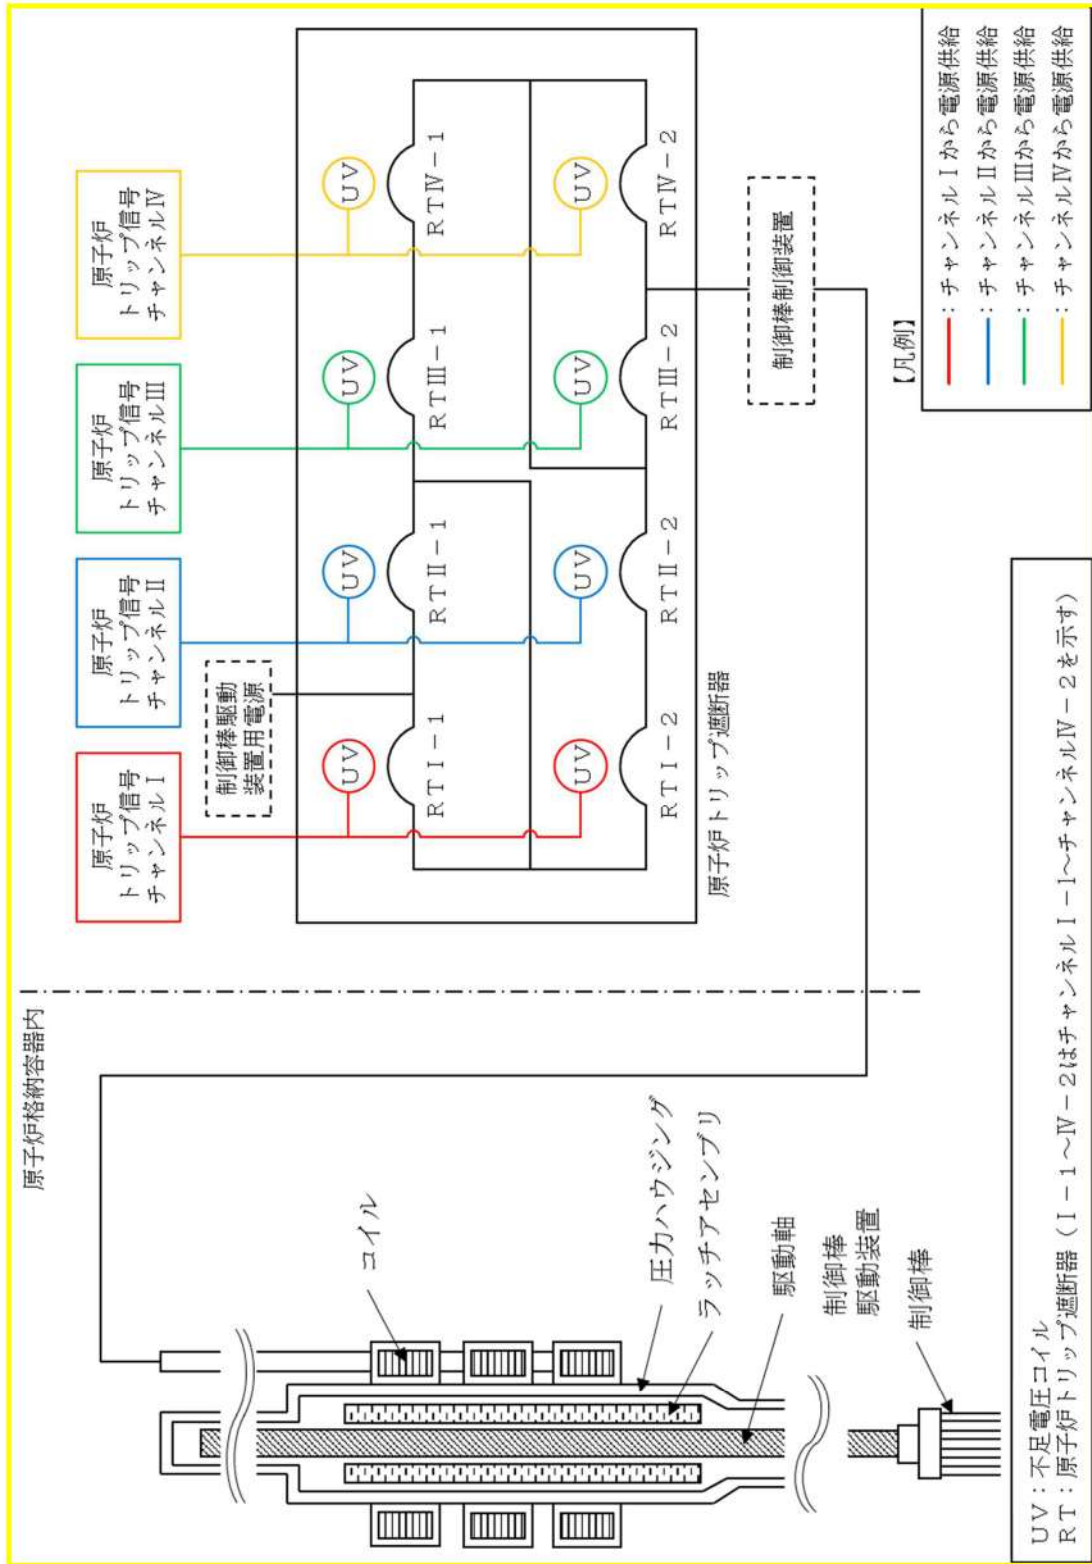 原子炉格納容器内
コイル
圧力ハウジング
ラッチアセンブリ
駆動軸
制御棒
駆動装置
制御棒
原子炉
トリップ信号
チャンネルⅠ
原子炉
トリップ信号
チャンネルⅡ
原子炉
トリップ信号
チャンネルⅢ
原子炉
トリップ信号
チャンネルⅣ
制御棒駆動
装置用電源
UV
UV
UV
UV
RTⅠ-1
RTⅡ-1
RTⅢ-1
RTⅣ-1
UV
UV
UV
UV
RTⅠ-2
RTⅡ-2
RTⅢ-2
RTⅣ-2
原子炉トリップ遮断器
制御棒制御装置
【凡例】
:チャンネルⅠから電源供給
:チャンネルⅡから電源供給
:チャンネルⅢから電源供給
:チャンネルⅣから電源供給
UV:不足電圧コイル
RT:原子炉トリップ遮断器(Ⅰ-1~Ⅳ-2はチャンネルⅠ-1~チャンネルⅣ-2を示す)